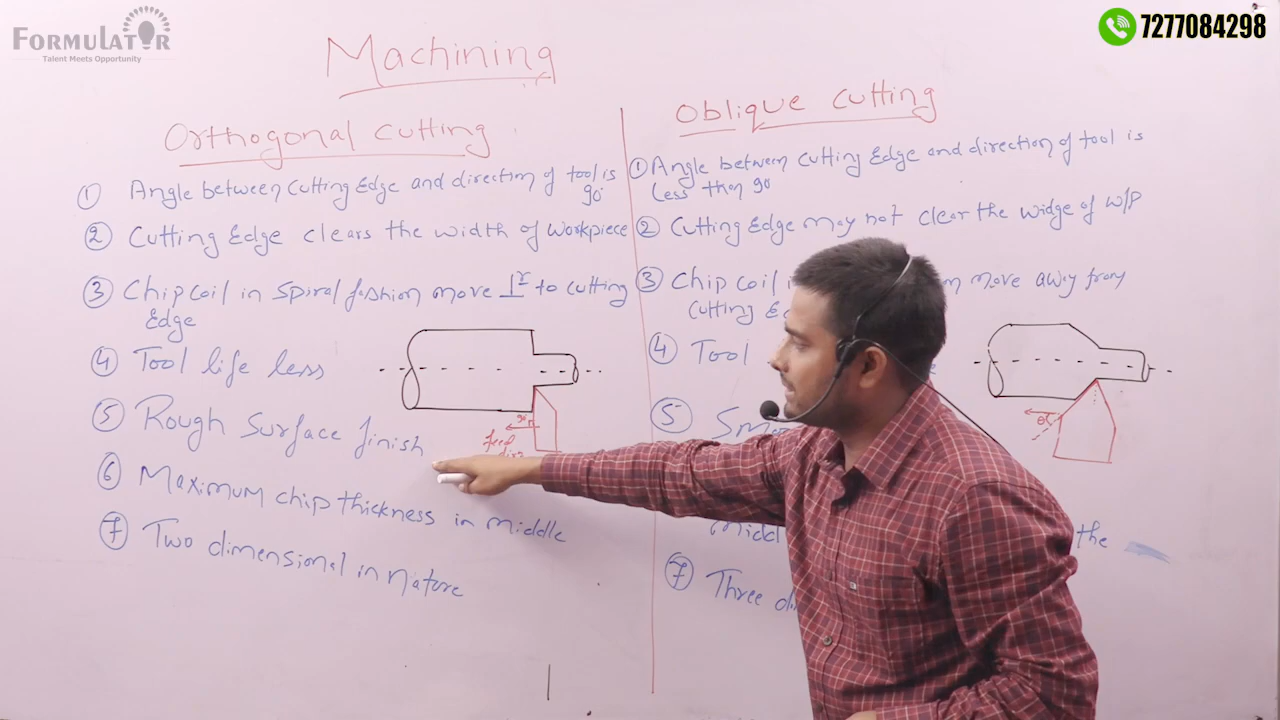 FORMULATOR
Talent Meets Opportunity
7277084298
Machining
Orthogonal cutting
① Angle between cutting Edge and direction of tool is
90°
② Cutting Edge clears the width of workpiece
③ Chip coil in spiral fashion move ⊥r to cutting
Edge
④ Tool life less
⑤ Rough surface finish
⑥ Maximum chip thickness in middle
⑦ Two dimensional in nature
90
feed
Oblique cutting
① Angle between cutting Edge and direction of tool is
less than 90
② Cutting Edge may not clear the widge of W/P
③ Chip coil move away from
cutting
④ Tool
⑤
the
⑦ Three
θ